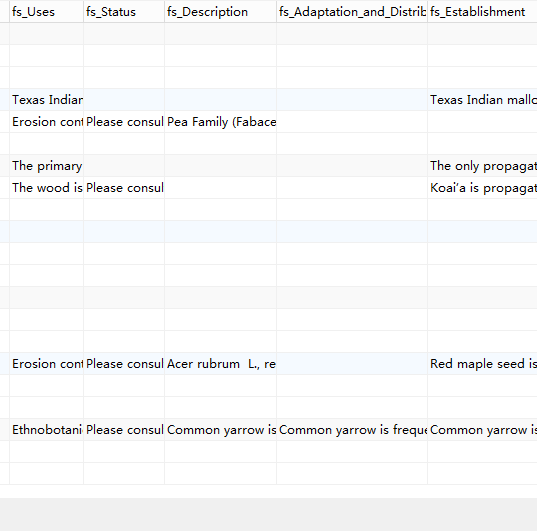 fs_Uses fs_Status fs_Description fs_Adaptation_and_Distrib fs_Establishment
Texas Indian Texas Indian mallo
Erosion cont Please consul Pea Family (Fabace
The primary The only propagat
The wood is Please consul Koai'a is propagat
Erosion cont Please consul Acer rubrum L., re Red maple seed is
Ethnobotani Please consul Common yarrow is Common yarrow is freque Common yarrow is